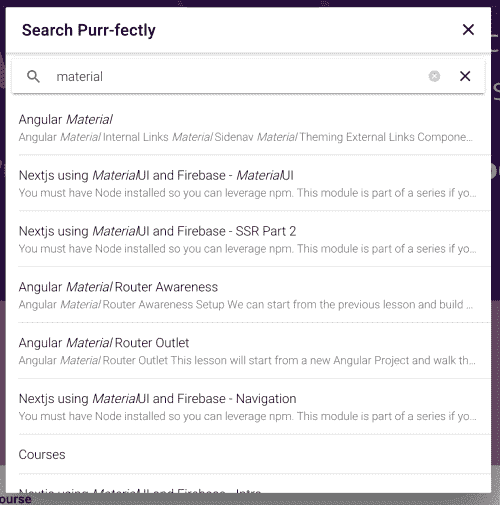 Search Purr-fectly
material
Angular Material
Angular Material Internal Links Material Sidenav Material Theming External Links Compone...
Nextjs using MaterialUI and Firebase - MaterialUI
You must have Node installed so you can leverage npm. This module is part of a series if yo...
Nextjs using MaterialUI and Firebase - SSR Part 2
You must have Node installed so you can leverage npm. This module is part of a series if yo...
Angular Material Router Awareness
Angular Material Router Awareness Setup We can start from the previous lesson and build ...
Angular Material Router Outlet
Angular Material Router Outlet This lesson will start from a new Angular Project and walk th...
Nextjs using MaterialUI and Firebase - Navigation
You must have Node installed so you can leverage npm. This module is part of a series if yo...
Courses
Nextjs using MaterialUI and Firebase - Intro
ourse